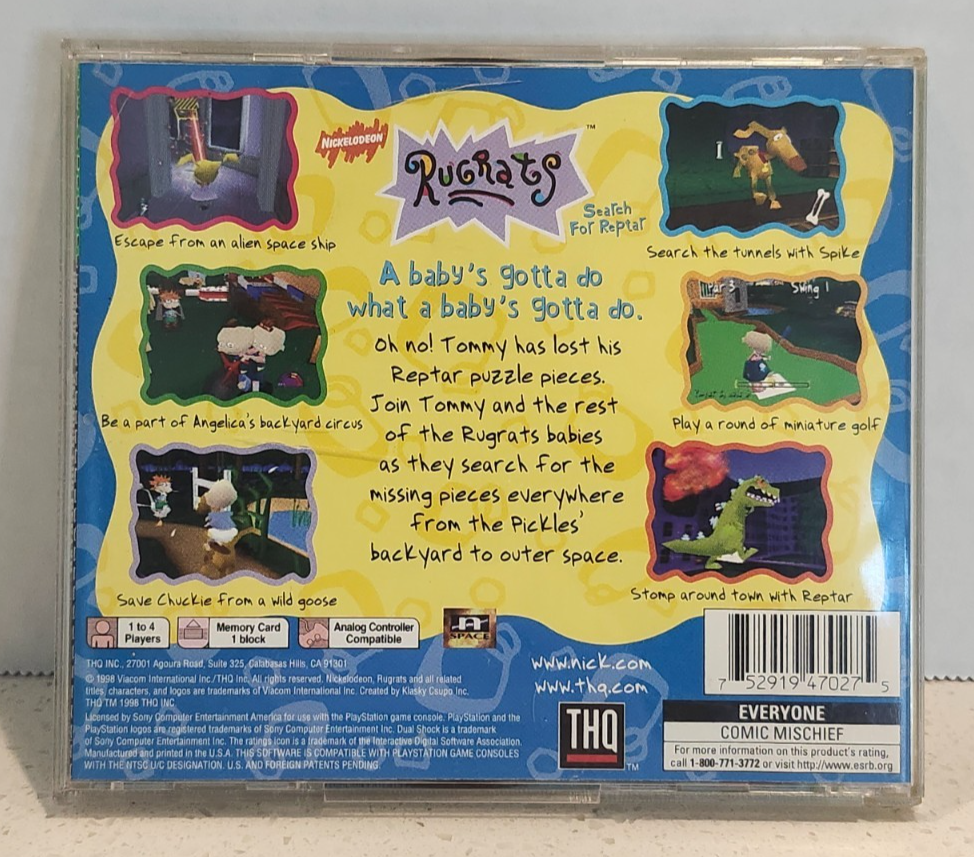 NICKELODEON
RUGRATS
™
Search
For Reptar
Escape from an alien space ship
Search the tunnels with Spike
A baby's gotta do
what a baby's gotta do.
Oh no! Tommy has lost his
Reptar puzzle pieces.
Join Tommy and the rest
of the Rugrats babies
as they search for the
missing pieces everywhere
from the Pickles'
backyard to outer space.
Be a part of Angelica's backyard circus
Swing 1
Play a round of miniature golf
Save Chuckie from a wild goose
Stomp around town with Reptar
1 to 4
Players
Memory Card
1 block
Analog Controller
Compatible
n
SPACE
THQ INC., 27001 Agoura Road, Suite 325, Calabasas Hills, CA 91301
© 1998 Viacom International Inc./THQ Inc. All rights reserved. Nickelodeon, Rugrats and all related
titles, characters, and logos are trademarks of Viacom International Inc. Created by Klasky Csupo Inc.
THQ TM 1998 THQ INC
Licensed by Sony Computer Entertainment America for use with the PlayStation game console. PlayStation and the
PlayStation logos are registered trademarks of Sony Computer Entertainment Inc. Dual Shock is a trademark
of Sony Computer Entertainment Inc. The ratings icon is a trademark of the Interactive Digital Software Association.
Manufactured and printed in the U.S.A. THIS SOFTWARE IS COMPATIBLE WITH PLAYSTATION GAME CONSOLES
WITH THE NTSC U/C DESIGNATION. U.S. AND FOREIGN PATENTS PENDING.
www.nick.com
www.thq.com
THQ
TM
7 52919 47027 5
EVERYONE
COMIC MISCHIEF
For more information on this product's rating,
call 1-800-771-3772 or visit http://www.esrb.org